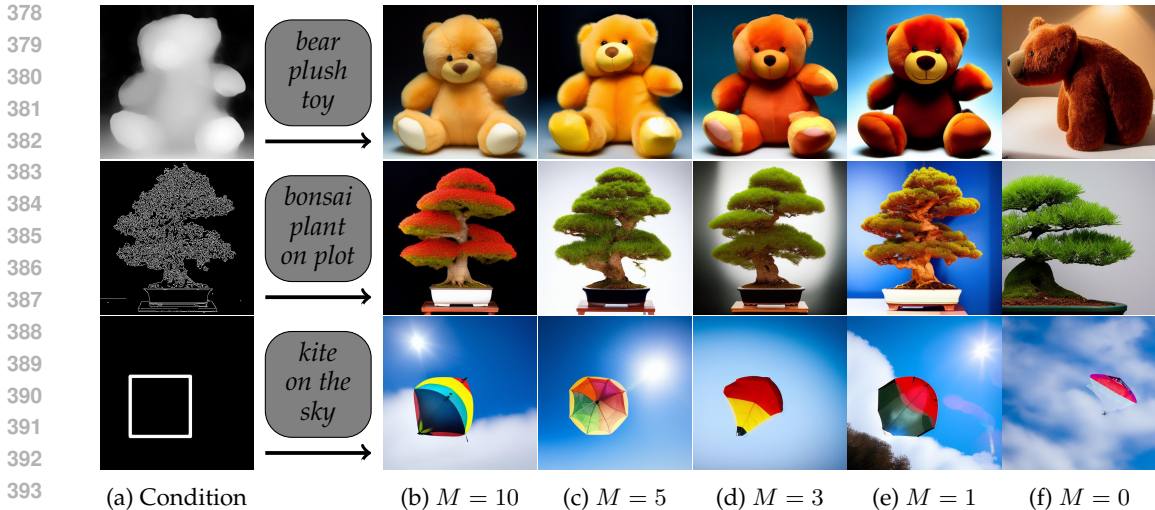 378
379
380
381
382
383
384
385
386
387
388
389
390
391
392
393
bear
plush
toy
bonsai
plant
on plot
kite
on the
sky
(a) Condition
(b) M = 10
(c) M = 5
(d) M = 3
(e) M = 1
(f) M = 0